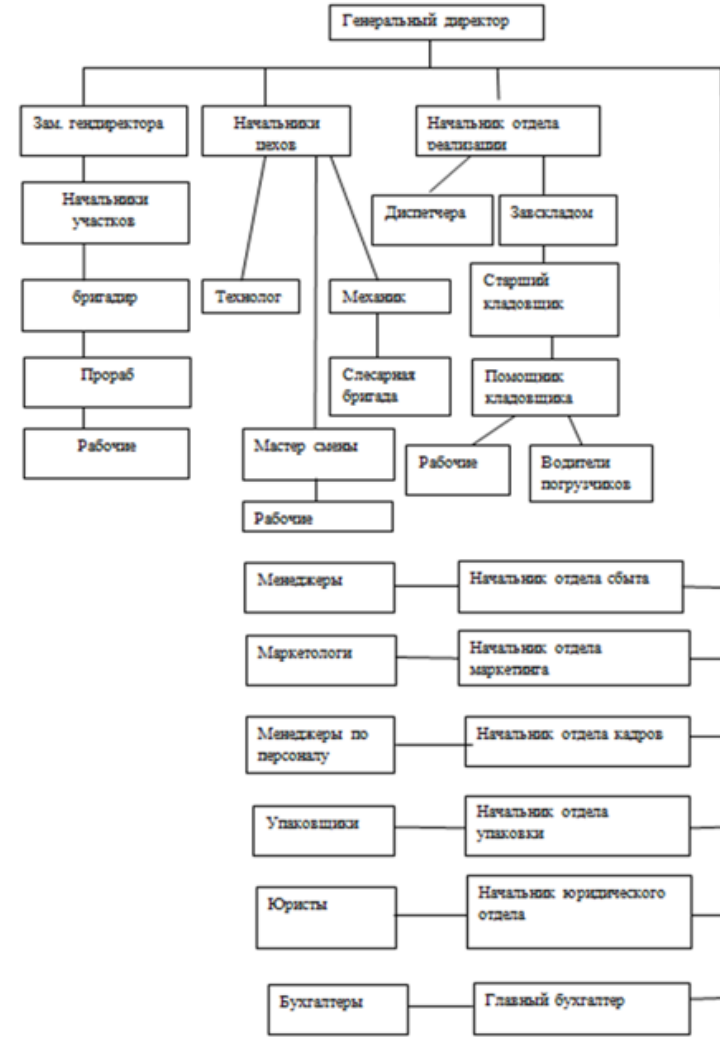 Генеральный директор
Зам. гендиректора
Начальники
цехов
Начальник отдела
реализации
Начальники
участков
Диспетчера
Завскладом
бригадир
Технолог
Механик
Старший
кладовщик
Прораб
Слесарная
бригада
Помощник
кладовщика
Рабочие
Мастер смены
Рабочие
Водители
погрузчиков
Рабочие
Менеджеры
Начальник отдела сбыта
Маркетологи
Начальник отдела
маркетинга
Менеджеры по
персоналу
Начальник отдела кадров
Упаковщики
Начальник отдела
упаковки
Юристы
Начальник юридического
отдела
Бухгалтеры
Главный бухгалтер